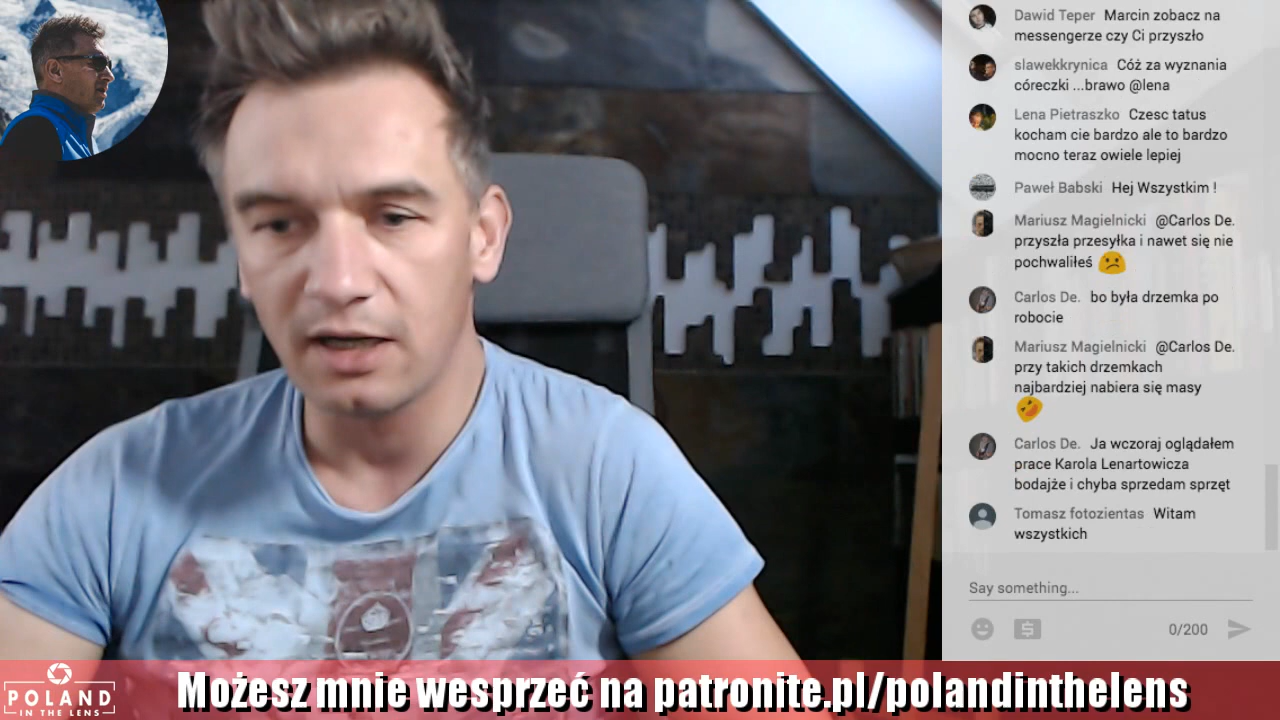 Dawid Teper Marcin zobacz na
messengerze czy Ci przyszło
slawekkrynica Cóż za wyznania
córeczki ...brawo @lena
Lena Pietraszko Czesc tatus
kocham cie bardzo ale to bardzo
mocno teraz owiele lepiej
Paweł Babski Hej Wszystkim !
Mariusz Magielnicki @Carlos De.
przyszła przesyłka i nawet się nie
pochwaliłeś
Carlos De. bo była drzemka po
robocie
Mariusz Magielnicki @Carlos De.
przy takich drzemkach
najbardziej nabiera się masy
Carlos De. Ja wczoraj oglądałem
prace Karola Lenartowicza
bodajże i chyba sprzedam sprzęt
Tomasz fotozientas Witam
wszystkich
Say something...
0/200
POLAND
IN THE LENS
Możesz mnie wesprzeć na patronite.pl/polandinthelens